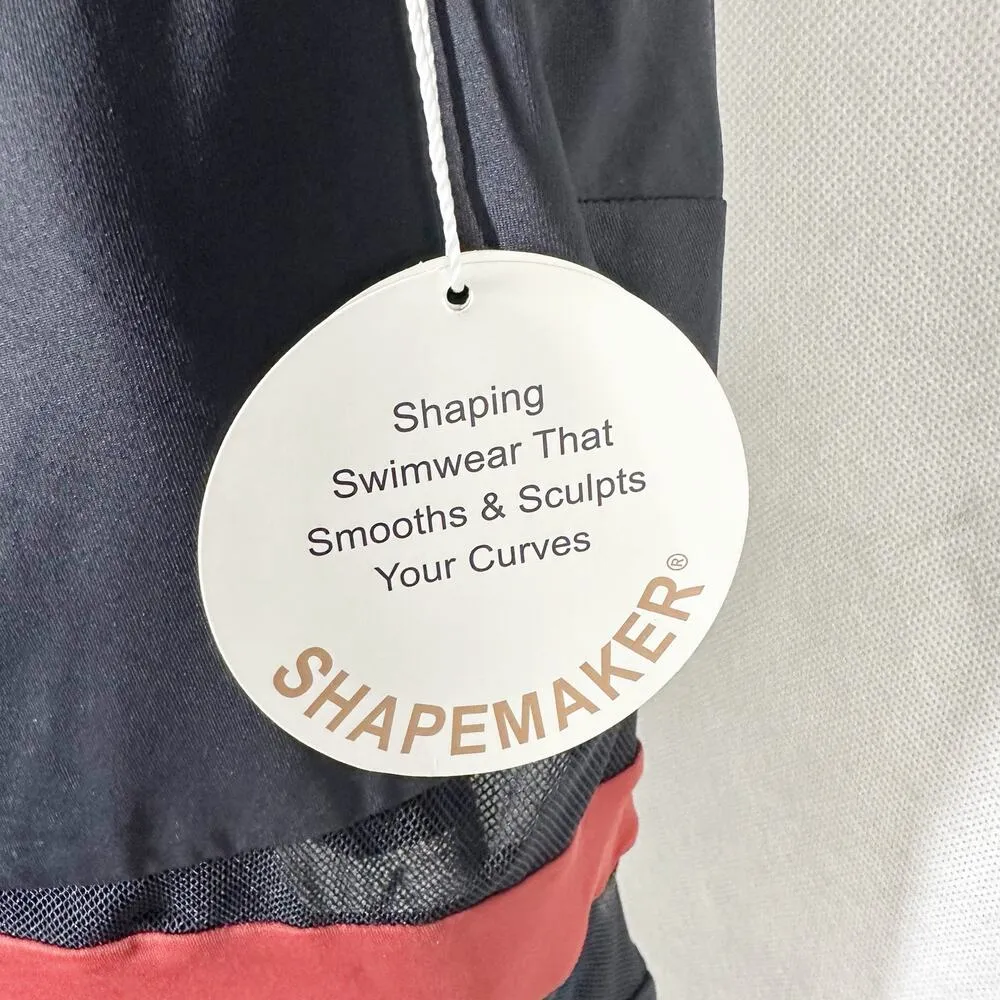 Shaping
Swimwear That
Smooths & Sculpts
Your Curves
SHAPEMAKER®